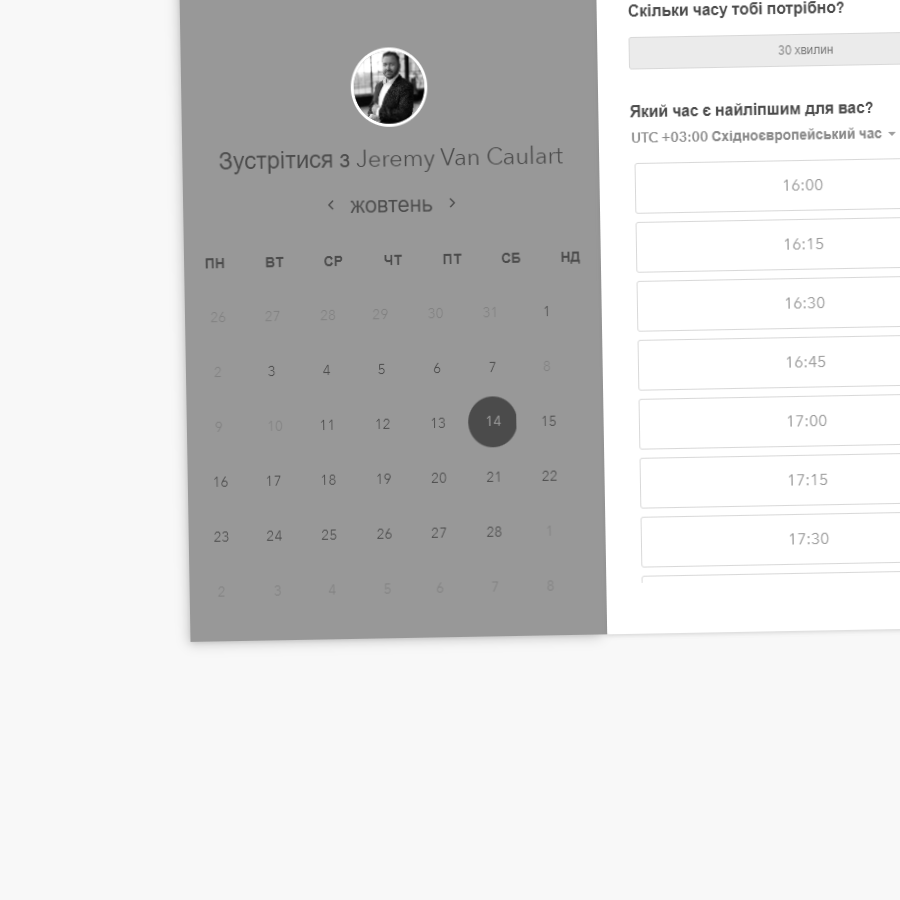 Зустрітися з Jeremy Van Caulart
‹ жовтень ›
ПН ВТ СР ЧТ ПТ СБ НД
26 27 28 29 30 31 1
2 3 4 5 6 7 8
9 10 11 12 13 14 15
16 17 18 19 20 21 22
23 24 25 26 27 28 1
2 3 4 5 6 7 8
Скільки часу тобі потрібно?
30 хвилин
Який час є найліпшим для вас?
UTC +03:00 Східноєвропейський час
16:00
16:15
16:30
16:45
17:00
17:15
17:30